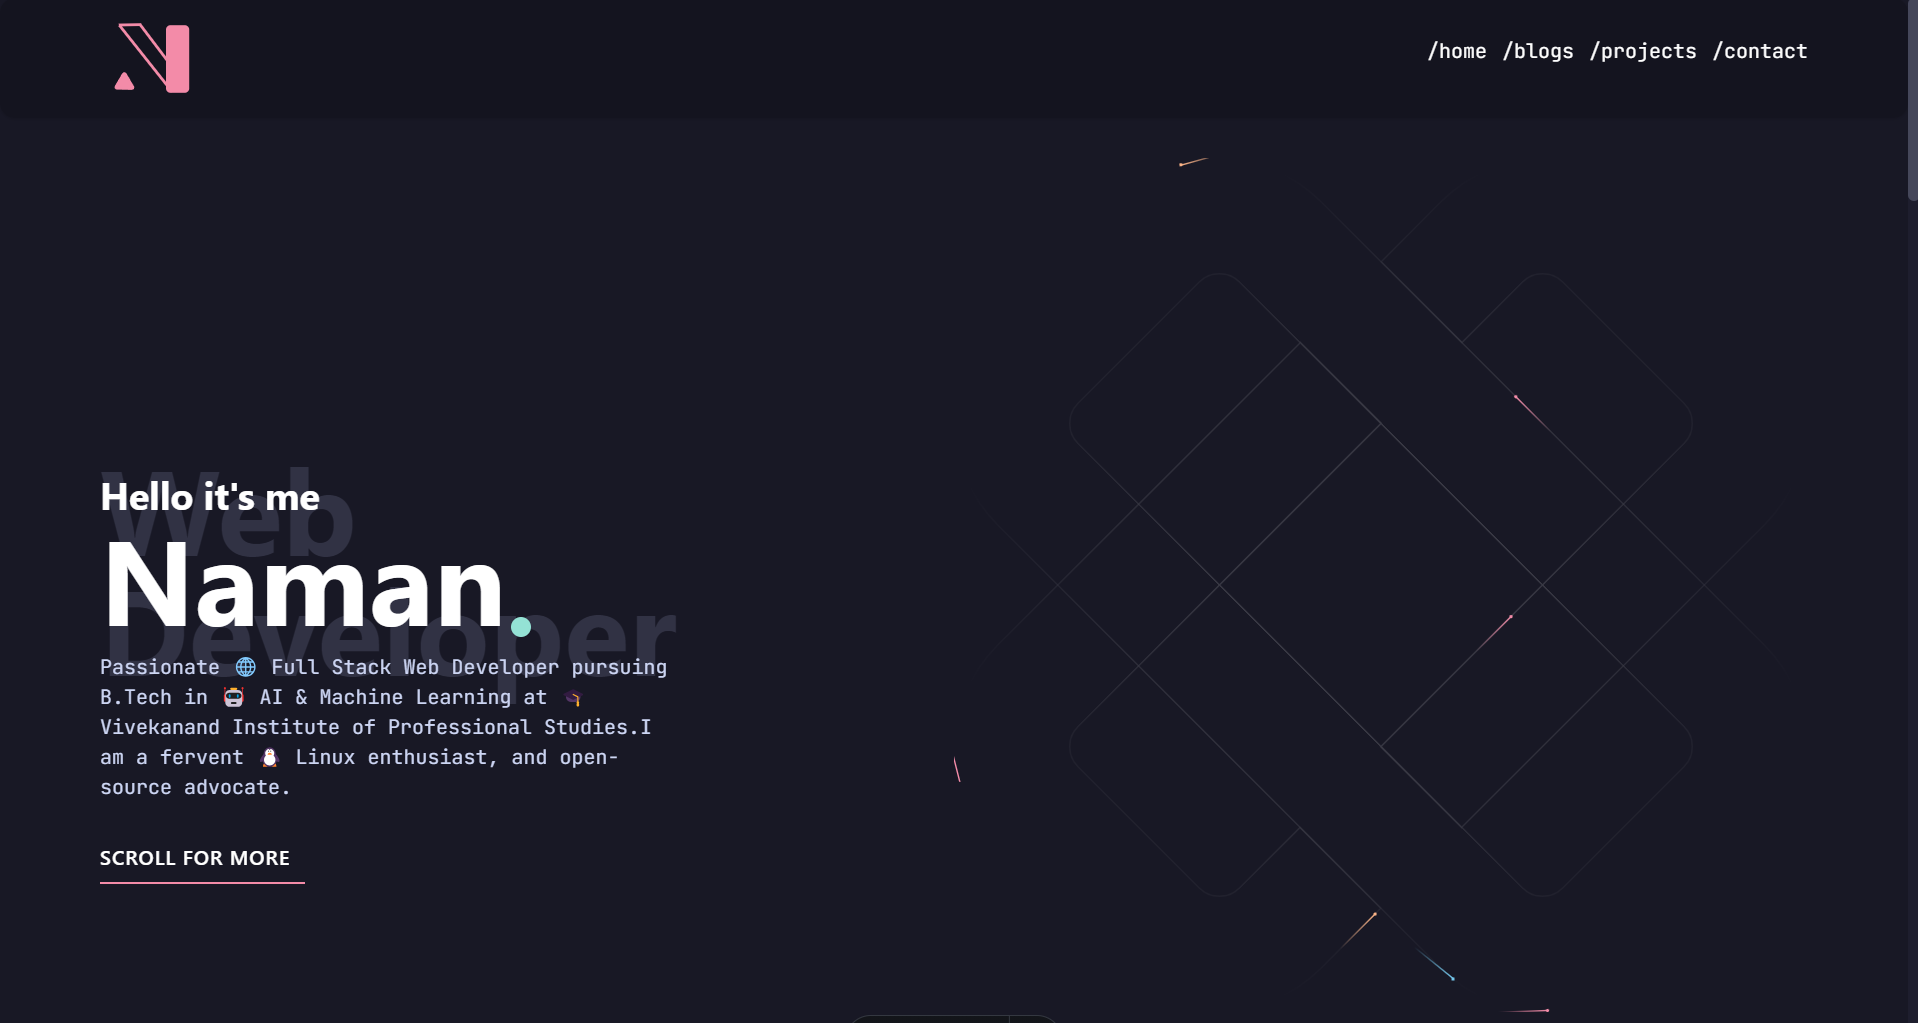 /home /blogs /projects /contact
Web
Hello it's me
Naman.
Developer
Passionate 🌐 Full Stack Web Developer pursuing
B.Tech in 🤖 AI & Machine Learning at 🎓
Vivekanand Institute of Professional Studies.I
am a fervent 🐧 Linux enthusiast, and open-
source advocate.
SCROLL FOR MORE